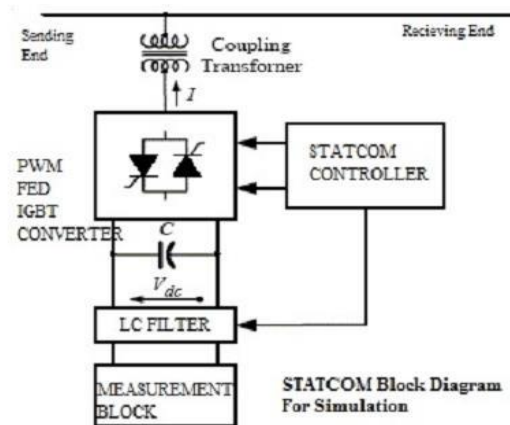 Sending
End
Recieving End
Coupling
Transforner
I
PWM
FED
IGBT
CONVERTER
STATCOM
CONTROLLER
C
Vdc
LC FILTER
MEASUREMENT
BLOCK
STATCOM Block Diagram
For Simulation